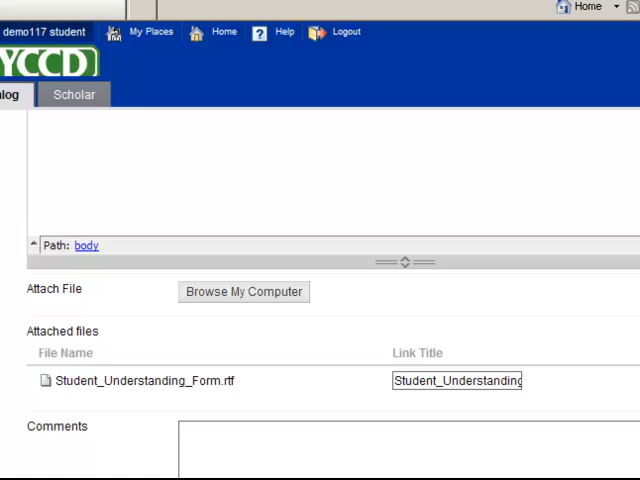 Home
demo117 student My Places Home ? Help Logout
YCCD
log Scholar
Path: body
Attach File Browse My Computer
Attached files
File Name Link Title
Student_Understanding_Form.rtf Student_Understanding
Comments